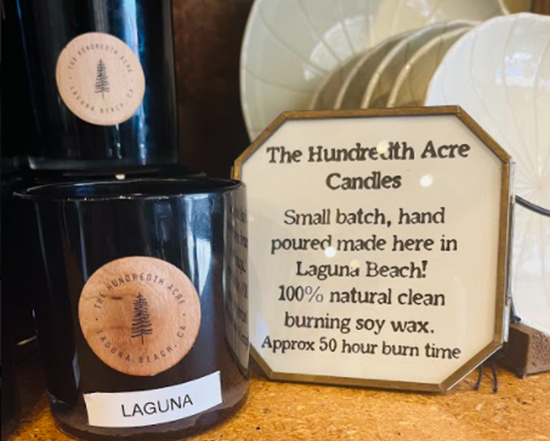 THE HUNDREDTH ACRE
LAGUNA BEACH, CA
THE HUNDREDTH ACRE
LAGUNA BEACH, CA.
LAGUNA
The Hundredth Acre
Candles
Small batch, hand
poured made here in
Laguna Beach!
100% natural clean
burning soy wax.
Approx 50 hour burn time